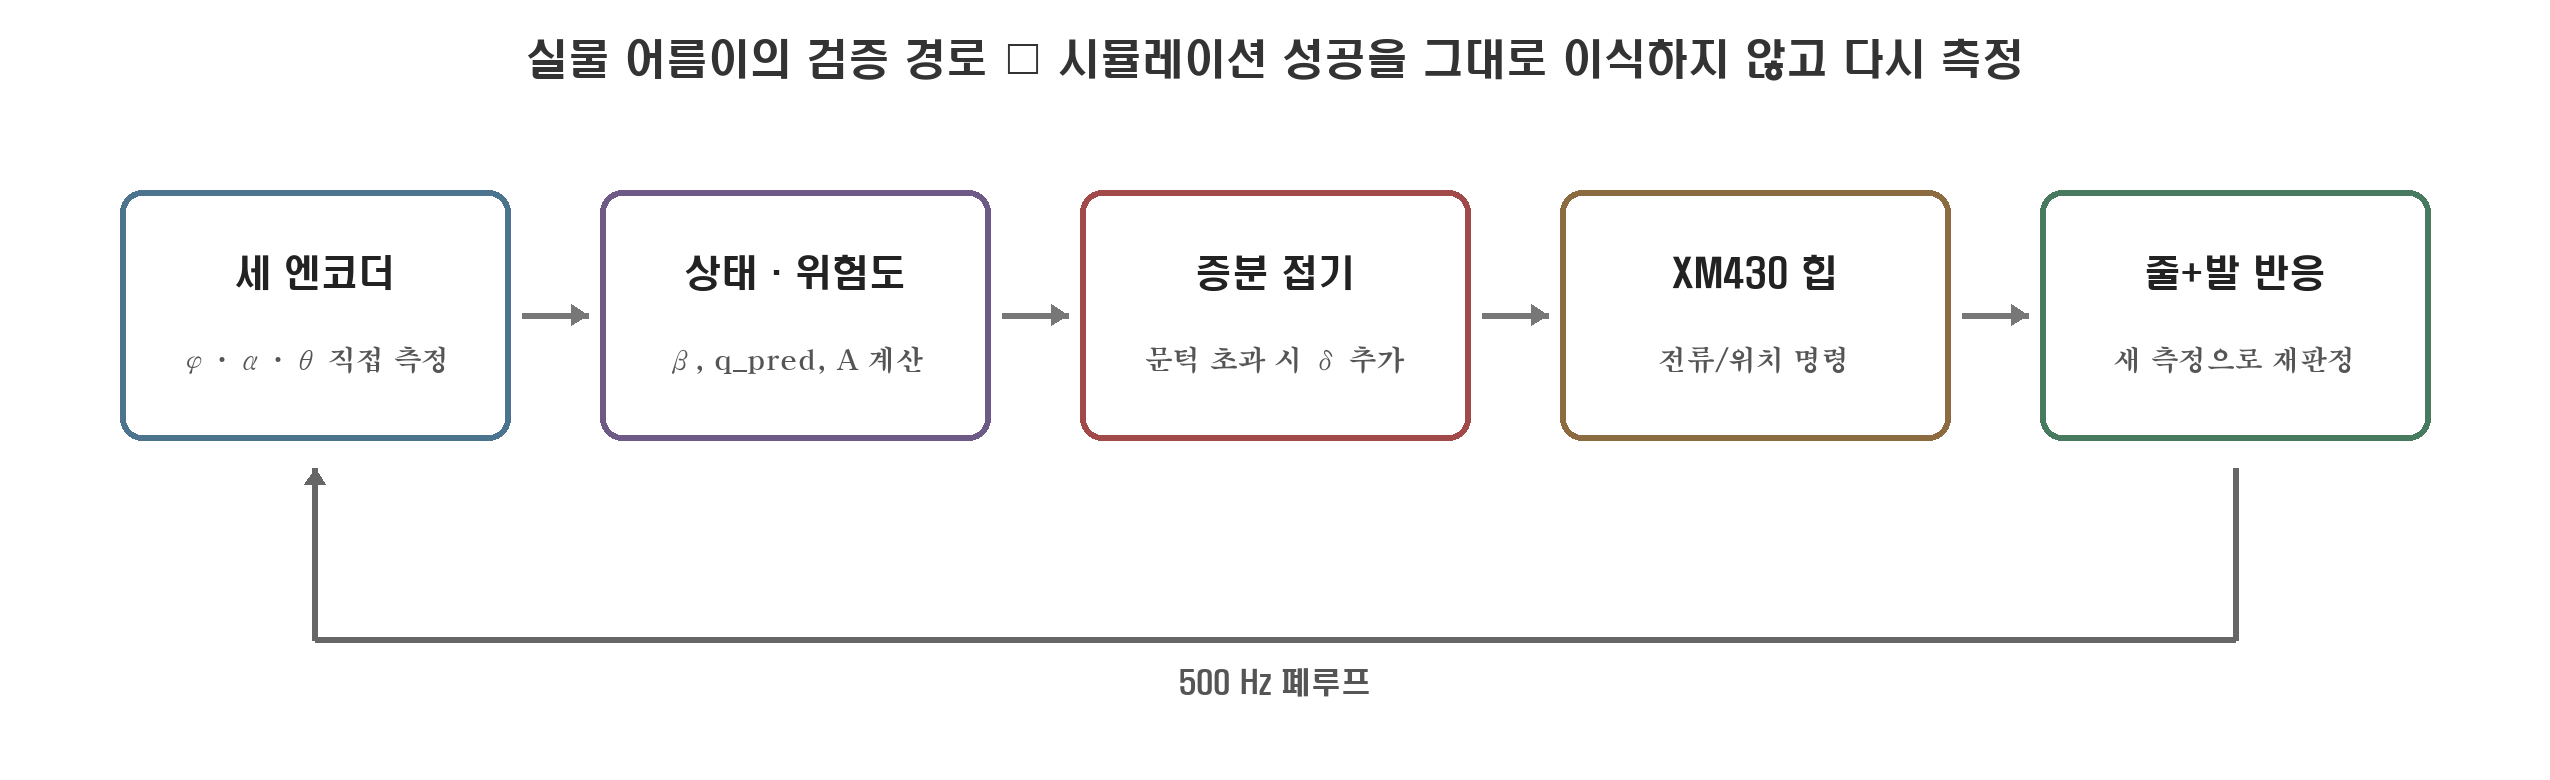 실물 어름이의 검증 경로 □ 시뮬레이션 성공을 그대로 이식하지 않고 다시 측정
세 엔코더
φ · α · θ 직접 측정
상태 · 위험도
β, q_pred, A 계산
증분 접기
문턱 초과 시 δ 추가
XM430 힙
전류/위치 명령
줄+발 반응
새 측정으로 재판정
500 Hz 폐루프